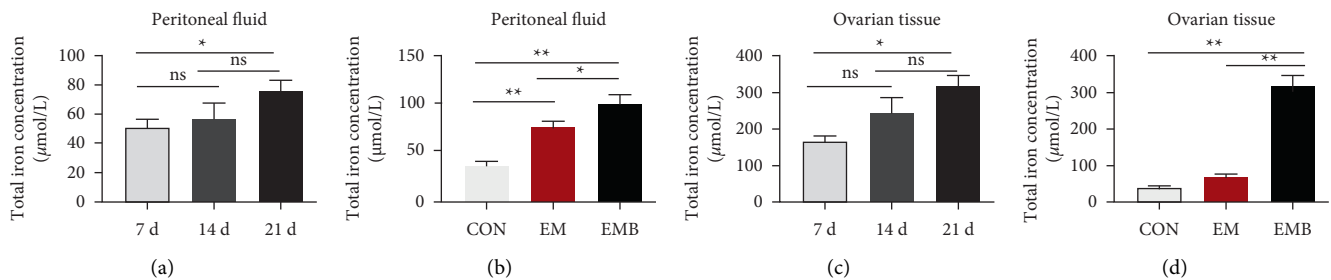 Peritoneal fluid
Total iron concentration
(µmol/L)
100
80
60
40
20
0
*
ns
ns
7 d
14 d
21 d
(a)
Peritoneal fluid
Total iron concentration
(µmol/L)
150
100
50
0
**
*
**
CON
EM
EMB
(b)
Ovarian tissue
Total iron concentration
(µmol/L)
400
300
200
100
0
*
ns
ns
7 d
14 d
21 d
(c)
Ovarian tissue
Total iron concentration
(µmol/L)
400
300
200
100
0
**
**
CON
EM
EMB
(d)